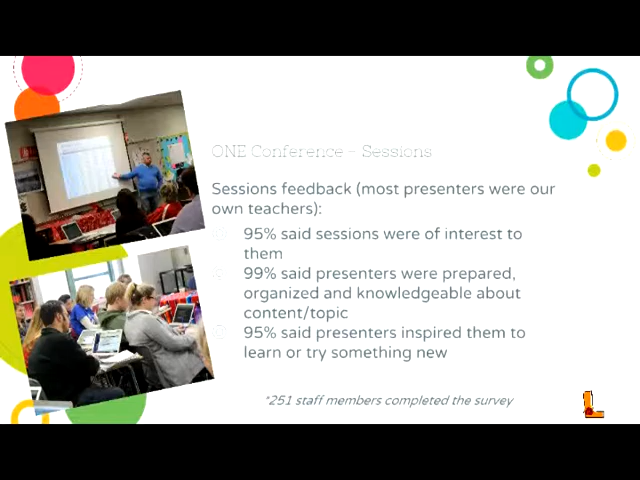 ONE Conference – Sessions
Sessions feedback (most presenters were our
own teachers):
95% said sessions were of interest to
them
99% said presenters were prepared,
organized and knowledgeable about
content/topic
95% said presenters inspired them to
learn or try something new
*251 staff members completed the survey
L